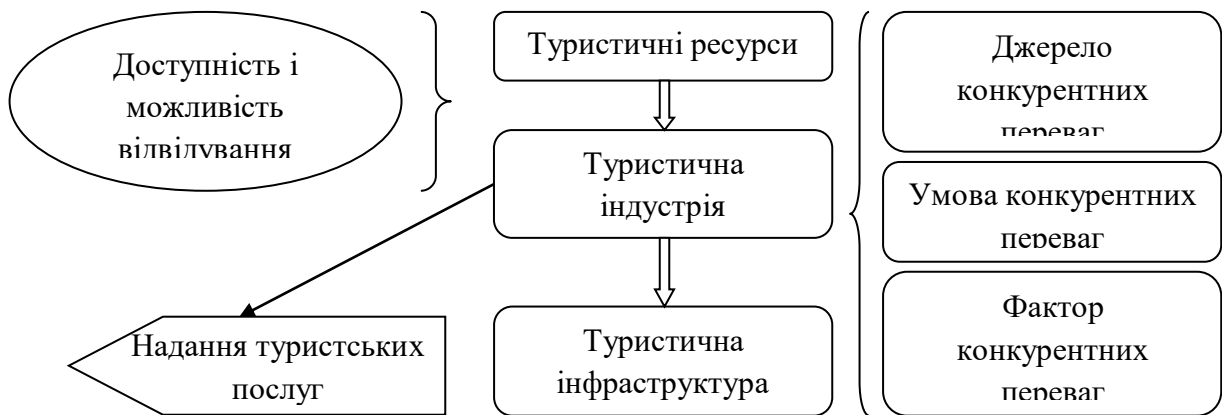 Доступність і
можливість
відвідування
Туристичні ресурси
Туристична
індустрія
Туристична
інфраструктура
Надання туристських
послуг
Джерело
конкурентних
переваг
Умова конкурентних
переваг
Фактор
конкурентних
переваг